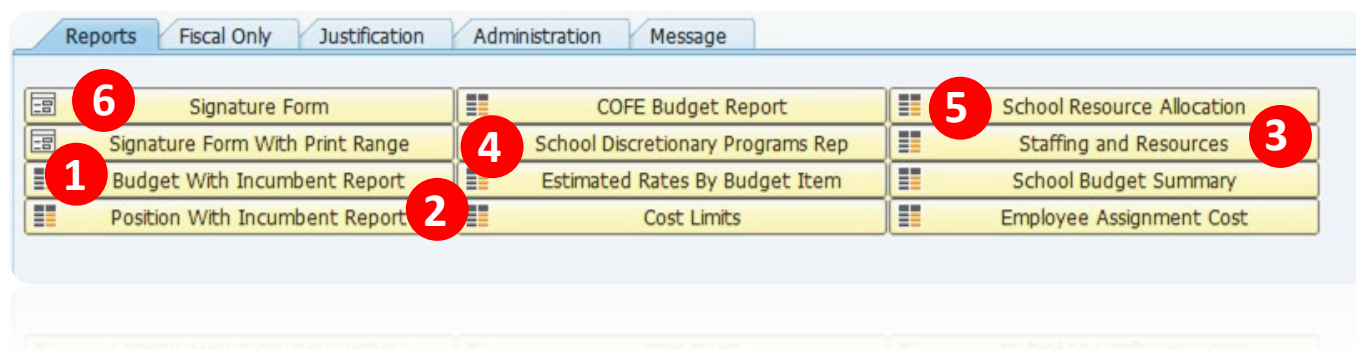 Reports Fiscal Only Justification Administration Message
6 Signature Form COFE Budget Report 5 School Resource Allocation
Signature Form With Print Range 4 School Discretionary Programs Rep Staffing and Resources 3
1 Budget With Incumbent Report Estimated Rates By Budget Item School Budget Summary
Position With Incumbent Report 2 Cost Limits Employee Assignment Cost